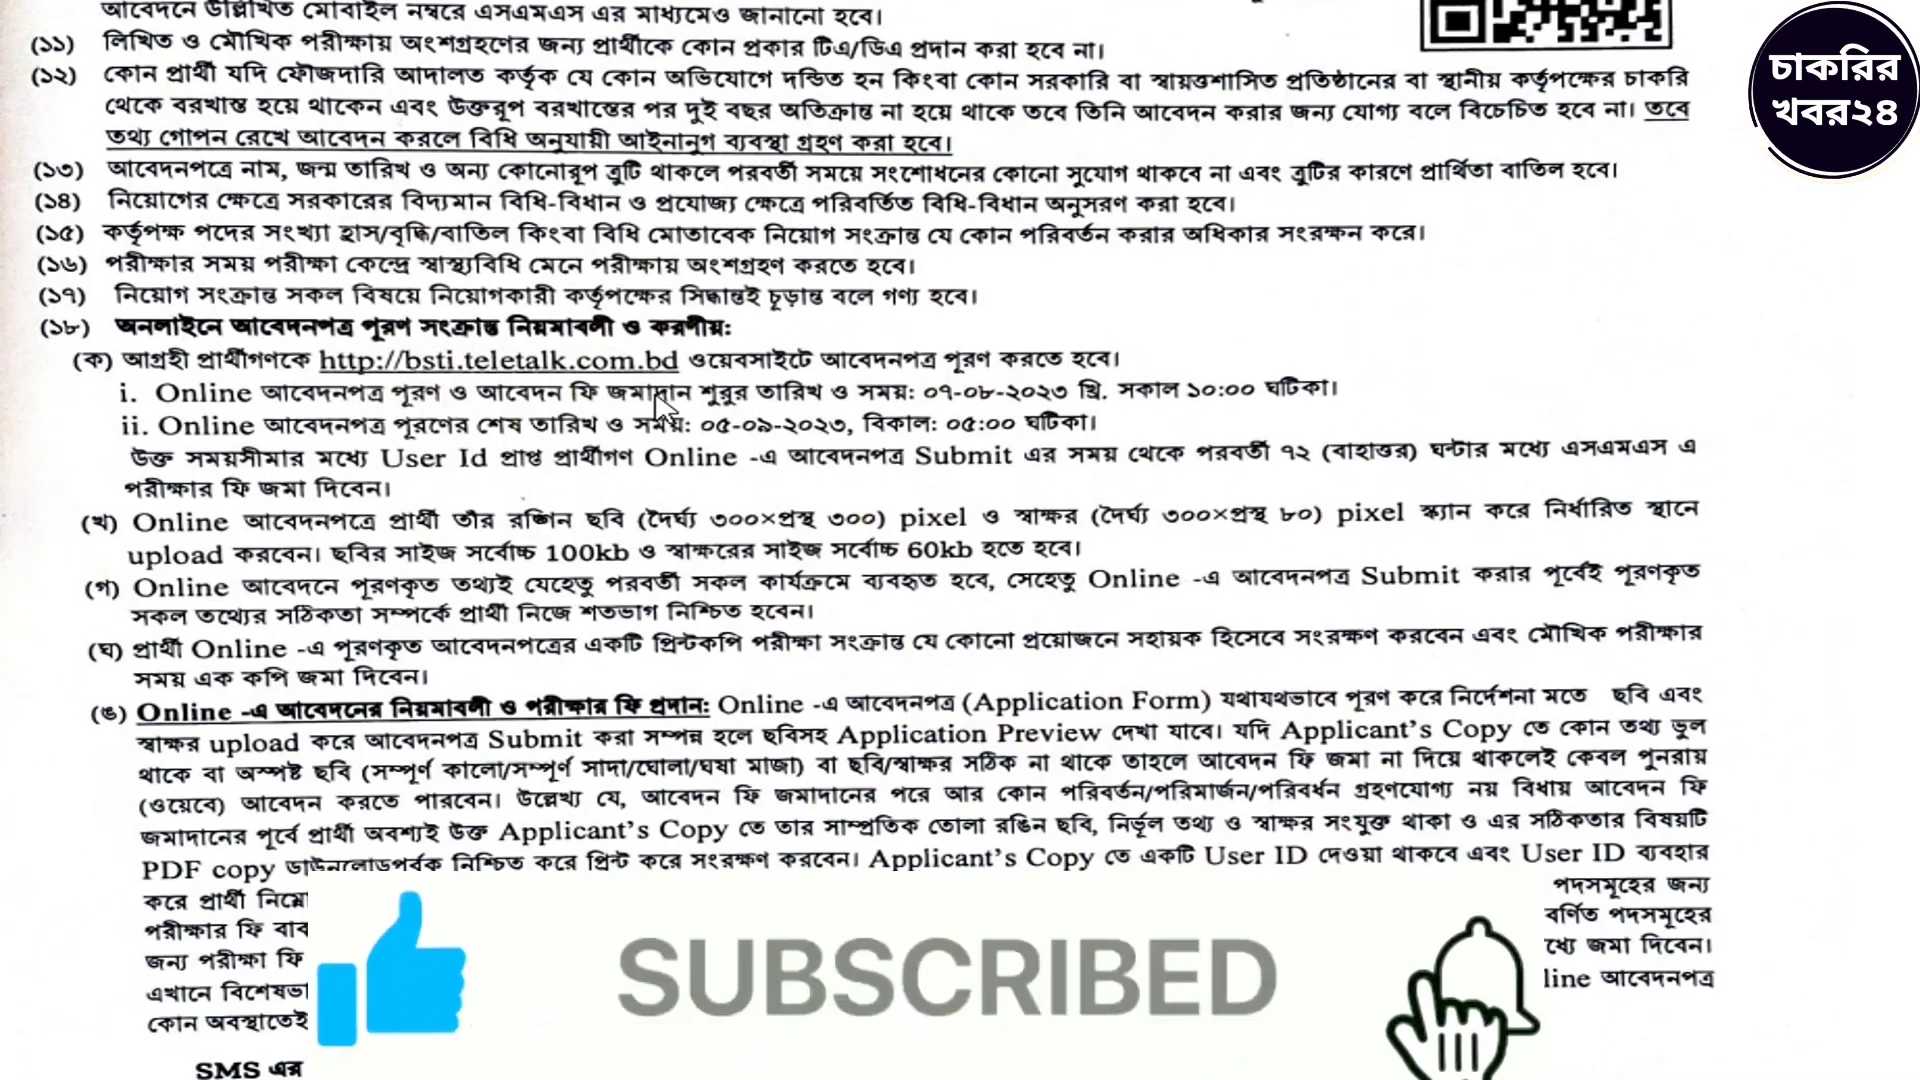 আবেদনে উল্লিখিত মোবাইল নম্বরে এসএমএস এর মাধ্যমেও জানানো হবে।
(১১) লিখিত ও মৌখিক পরীক্ষায় অংশগ্রহণের জন্য প্রার্থীকে কোন প্রকার টিএ/ডিএ প্রদান করা হবে না।
(১২) কোন প্রার্থী যদি ফৌজদারি আদালত কর্তৃক যে কোন অভিযোগে দন্ডিত হন কিংবা কোন সরকারি বা স্বায়ত্তশাসিত প্রতিষ্ঠানের বা স্থানীয় কর্তৃপক্ষের চাকরি
থেকে বরখাস্ত হয়ে থাকেন এবং উক্তরূপ বরখাস্তের পর দুই বছর অতিক্রান্ত না হয়ে থাকে তবে তিনি আবেদন করার জন্য যোগ্য বলে বিচেচিত হবে না। তবে
তথ্য গোপন রেখে আবেদন করলে বিধি অনুযায়ী আইনানুগ ব্যবস্থা গ্রহণ করা হবে।
(১৩) আবেদনপত্রে নাম, জন্ম তারিখ ও অন্য কোনোরূপ ত্রুটি থাকলে পরবর্তী সময়ে সংশোধনের কোনো সুযোগ থাকবে না এবং ত্রুটির কারণে প্রার্থিতা বাতিল হবে।
(১৪) নিয়োগের ক্ষেত্রে সরকারের বিদ্যমান বিধি-বিধান ও প্রযোজ্য ক্ষেত্রে পরিবর্তিত বিধি-বিধান অনুসরণ করা হবে।
(১৫) কর্তৃপক্ষ পদের সংখ্যা হ্রাস/বৃদ্ধি/বাতিল কিংবা বিধি মোতাবেক নিয়োগ সংক্রান্ত যে কোন পরিবর্তন করার অধিকার সংরক্ষন করে।
(১৬) পরীক্ষার সময় পরীক্ষা কেন্দ্রে স্বাস্থ্যবিধি মেনে পরীক্ষায় অংশগ্রহণ করতে হবে।
(১৭) নিয়োগ সংক্রান্ত সকল বিষয়ে নিয়োগকারী কর্তৃপক্ষের সিদ্ধান্তই চূড়ান্ত বলে গণ্য হবে।
(১৮) অনলাইনে আবেদনপত্র পূরণ সংক্রান্ত নিয়মাবলী ও করণীয়:
(ক) আগ্রহী প্রার্থীগণকে http://bsti.teletalk.com.bd ওয়েবসাইটে আবেদনপত্র পূরণ করতে হবে।
i. Online আবেদনপত্র পূরণ ও আবেদন ফি জমাদান শুরুর তারিখ ও সময়: ০৭-০৮-২০২৩ খ্রি. সকাল ১০:০০ ঘটিকা।
ii. Online আবেদনপত্র পূরণের শেষ তারিখ ও সময়: ০৫-০৯-২০২৩, বিকাল: ০৫:০০ ঘটিকা।
উক্ত সময়সীমার মধ্যে User Id প্রাপ্ত প্রার্থীগণ Online -এ আবেদনপত্র Submit এর সময় থেকে পরবর্তী ৭২ (বাহাত্তর) ঘন্টার মধ্যে এসএমএস এ
পরীক্ষার ফি জমা দিবেন।
(খ) Online আবেদনপত্রে প্রার্থী তাঁর রঙ্গিন ছবি (দৈর্ঘ্য ৩০০×প্রস্থ ৩০০) pixel ও স্বাক্ষর (দৈর্ঘ্য ৩০০×প্রস্থ ৮০) pixel স্ক্যান করে নির্ধারিত স্থানে
upload করবেন। ছবির সাইজ সর্বোচ্চ 100kb ও স্বাক্ষরের সাইজ সর্বোচ্চ 60kb হতে হবে।
(গ) Online আবেদনে পূরণকৃত তথ্যই যেহেতু পরবর্তী সকল কার্যক্রমে ব্যবহৃত হবে, সেহেতু Online -এ আবেদনপত্র Submit করার পূর্বেই পূরণকৃত
সকল তথ্যের সঠিকতা সম্পর্কে প্রার্থী নিজে শতভাগ নিশ্চিত হবেন।
(ঘ) প্রার্থী Online -এ পূরণকৃত আবেদনপত্রের একটি প্রিন্টকপি পরীক্ষা সংক্রান্ত যে কোনো প্রয়োজনে সহায়ক হিসেবে সংরক্ষণ করবেন এবং মৌখিক পরীক্ষার
সময় এক কপি জমা দিবেন।
(ঙ) Online -এ আবেদনের নিয়মাবলী ও পরীক্ষার ফি প্রদান: Online -এ আবেদনপত্র (Application Form) যথাযথভাবে পূরণ করে নির্দেশনা মতে ছবি এবং
স্বাক্ষর upload করে আবেদনপত্র Submit করা সম্পন্ন হলে ছবিসহ Application Preview দেখা যাবে। যদি Applicant's Copy তে কোন তথ্য ভুল
থাকে বা অস্পষ্ট ছবি (সম্পূর্ণ কালো/সম্পূর্ণ সাদা/ঘোলা/ঘষা মাজা) বা ছবি/স্বাক্ষর সঠিক না থাকে তাহলে আবেদন ফি জমা না দিয়ে থাকলেই কেবল পুনরায়
(ওয়েবে) আবেদন করতে পারবেন। উল্লেখ্য যে, আবেদন ফি জমাদানের পরে আর কোন পরিবর্তন/পরিমার্জন/পরিবর্ধন গ্রহণযোগ্য নয় বিধায় আবেদন ফি
জমাদানের পূর্বে প্রার্থী অবশ্যই উক্ত Applicant's Copy তে তার সাম্প্রতিক তোলা রঙিন ছবি, নির্ভুল তথ্য ও স্বাক্ষর সংযুক্ত থাকা ও এর সঠিকতার বিষয়টি
PDF copy ডাউনলোডপূর্বক নিশ্চিত করে প্রিন্ট করে সংরক্ষণ করবেন। Applicant's Copy তে একটি User ID দেওয়া থাকবে এবং User ID ব্যবহার
করে প্রার্থী পদসমূহের জন্য
পরীক্ষার ফি বর্ণিত পদসমূহের
জন্য পরীক্ষা ফি জমা দিবেন।
এখানে line আবেদনপত্র
কোন অবস্থাতেই
SMS এর
SUBSCRIBED
চাকরির
খবর২৪